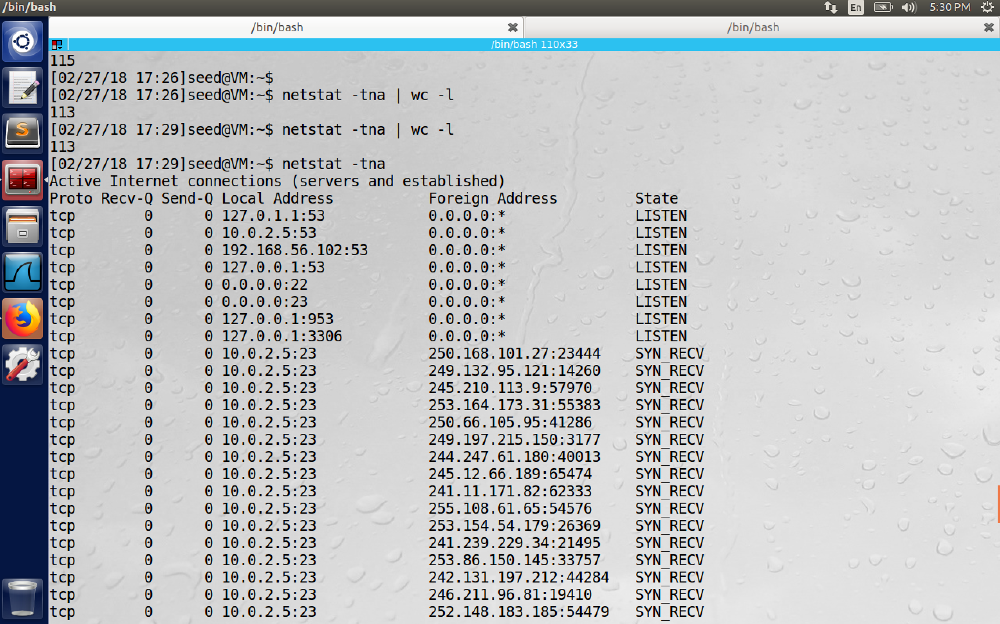 /bin/bash En 5:30 PM
/bin/bash /bin/bash
/bin/bash 110x33
115
[02/27/18 17:26]seed@VM:~$
[02/27/18 17:26]seed@VM:~$ netstat -tna | wc -l
113
[02/27/18 17:29]seed@VM:~$ netstat -tna | wc -l
113
[02/27/18 17:29]seed@VM:~$ netstat -tna
Active Internet connections (servers and established)
Proto Recv-Q Send-Q Local Address           Foreign Address         State
tcp        0      0 127.0.1.1:53            0.0.0.0:*               LISTEN
tcp        0      0 10.0.2.5:53             0.0.0.0:*               LISTEN
tcp        0      0 192.168.56.102:53       0.0.0.0:*               LISTEN
tcp        0      0 127.0.0.1:53            0.0.0.0:*               LISTEN
tcp        0      0 0.0.0.0:22              0.0.0.0:*               LISTEN
tcp        0      0 0.0.0.0:23              0.0.0.0:*               LISTEN
tcp        0      0 127.0.0.1:953           0.0.0.0:*               LISTEN
tcp        0      0 127.0.0.1:3306          0.0.0.0:*               LISTEN
tcp        0      0 10.0.2.5:23             250.168.101.27:23444    SYN_RECV
tcp        0      0 10.0.2.5:23             249.132.95.121:14260    SYN_RECV
tcp        0      0 10.0.2.5:23             245.210.113.9:57970     SYN_RECV
tcp        0      0 10.0.2.5:23             253.164.173.31:55383    SYN_RECV
tcp        0      0 10.0.2.5:23             250.66.105.95:41286     SYN_RECV
tcp        0      0 10.0.2.5:23             249.197.215.150:3177    SYN_RECV
tcp        0      0 10.0.2.5:23             244.247.61.180:40013    SYN_RECV
tcp        0      0 10.0.2.5:23             245.12.66.189:65474     SYN_RECV
tcp        0      0 10.0.2.5:23             241.11.171.82:62333     SYN_RECV
tcp        0      0 10.0.2.5:23             255.108.61.65:54576     SYN_RECV
tcp        0      0 10.0.2.5:23             253.154.54.179:26369    SYN_RECV
tcp        0      0 10.0.2.5:23             241.239.229.34:21495    SYN_RECV
tcp        0      0 10.0.2.5:23             253.86.150.145:33757    SYN_RECV
tcp        0      0 10.0.2.5:23             242.131.197.212:44284   SYN_RECV
tcp        0      0 10.0.2.5:23             246.211.96.81:19410     SYN_RECV
tcp        0      0 10.0.2.5:23             252.148.183.185:54479   SYN_RECV